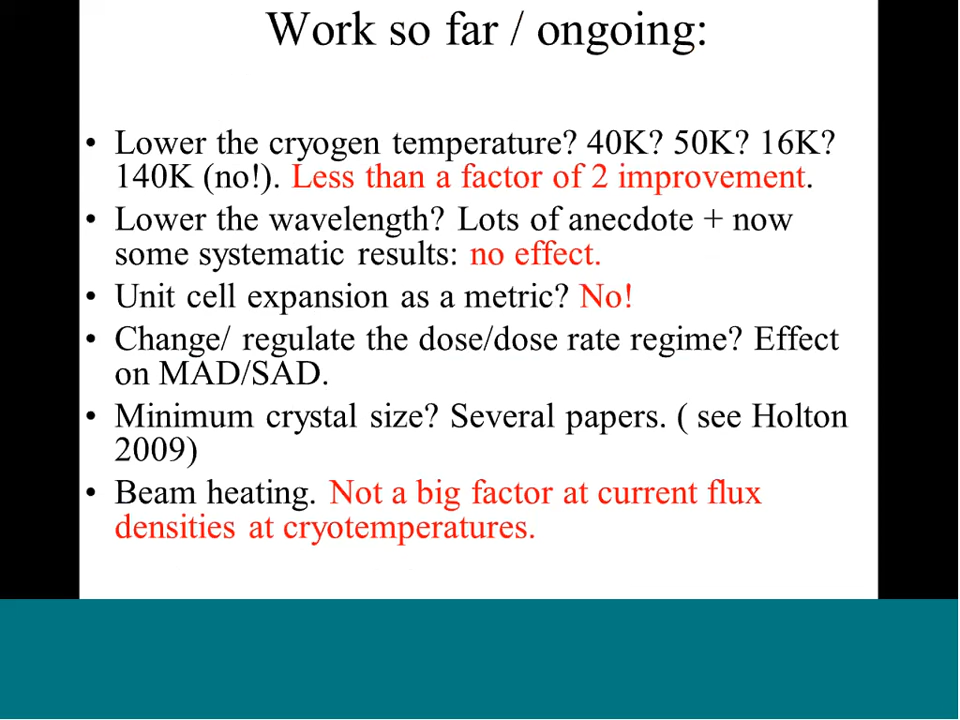 Work so far / ongoing:
• Lower the cryogen temperature? 40K? 50K? 16K?
140K (no!). Less than a factor of 2 improvement.
• Lower the wavelength? Lots of anecdote + now
some systematic results: no effect.
• Unit cell expansion as a metric? No!
• Change/ regulate the dose/dose rate regime? Effect
on MAD/SAD.
• Minimum crystal size? Several papers. ( see Holton
2009)
• Beam heating. Not a big factor at current flux
densities at cryotemperatures.